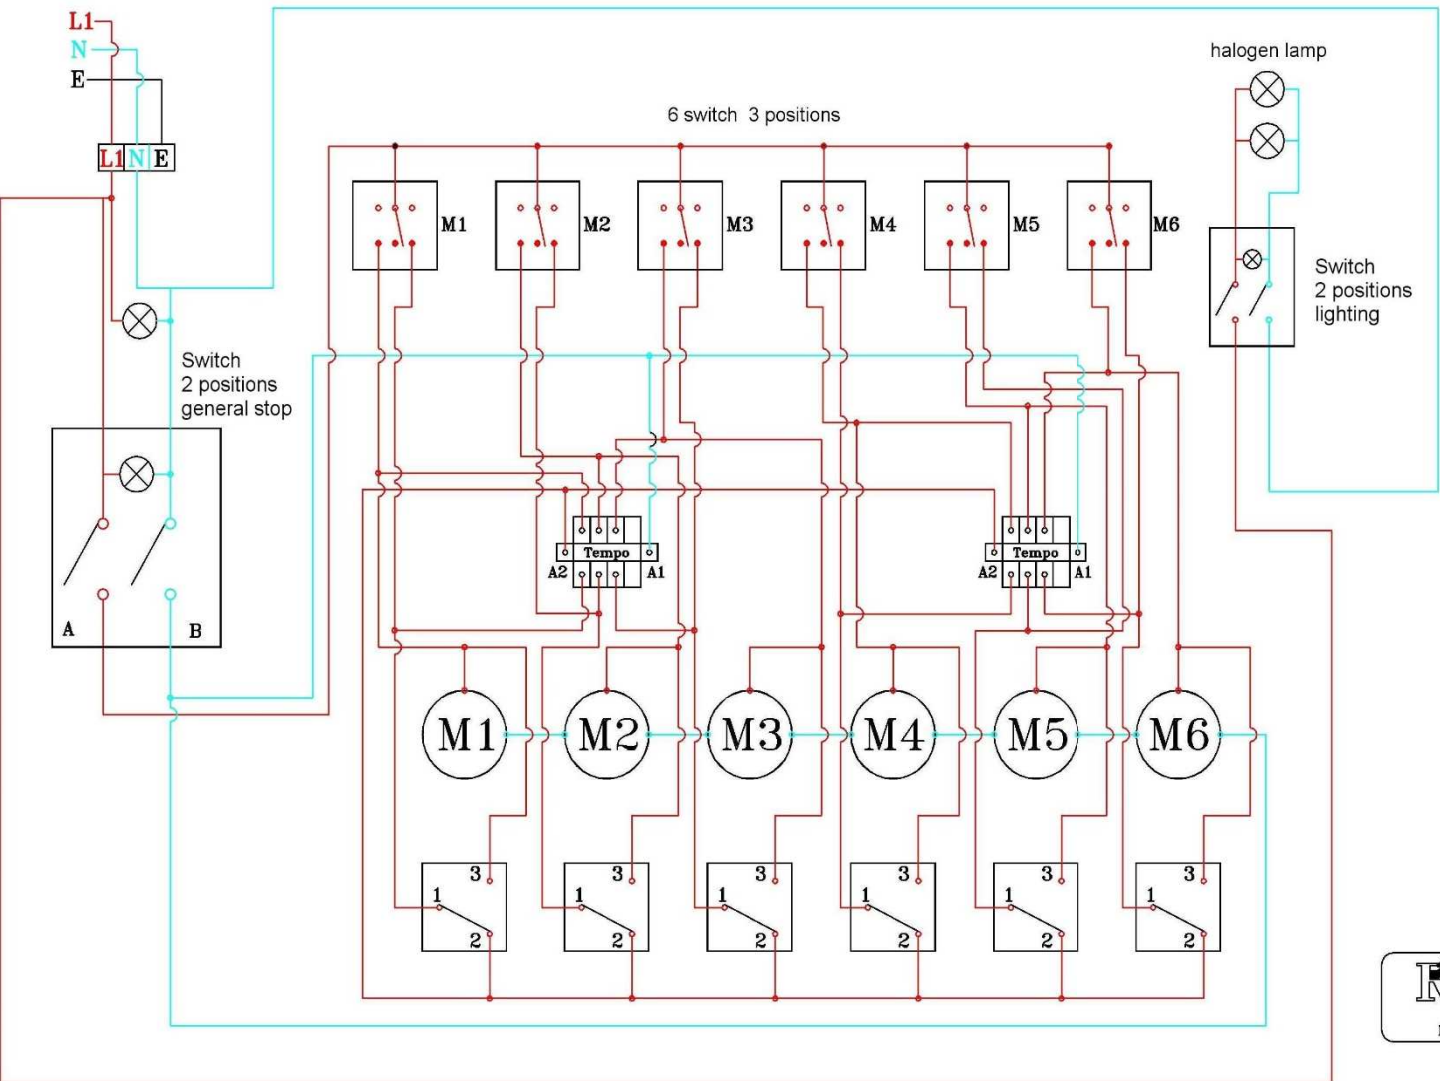 L1
N
E
L1 N E
halogen lamp
6 switch 3 positions
M1
M2
M3
M4
M5
M6
Switch
2 positions
lighting
Switch
2 positions
general stop
A
B
Tempo
A2
A1
Tempo
A2
A1
M1
M2
M3
M4
M5
M6
3
1
2
3
1
2
3
1
2
3
1
2
3
1
2
3
1
2